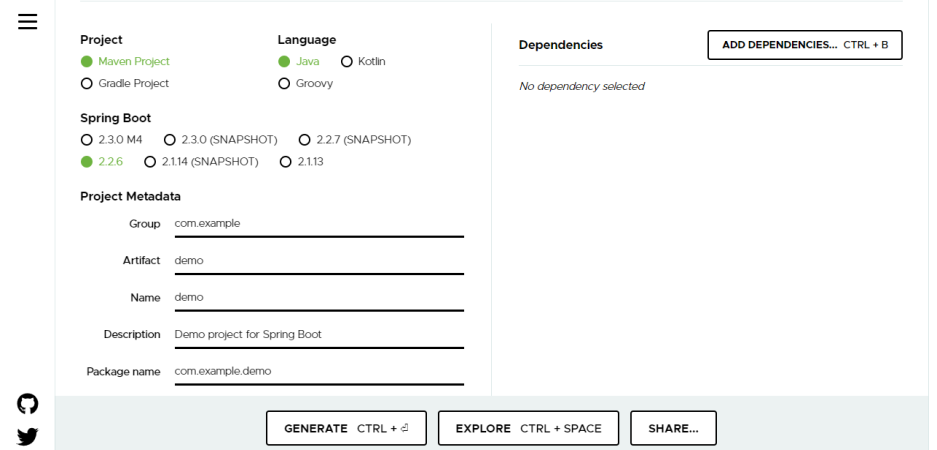 Project
Maven Project
Gradle Project
Language
Java Kotlin
Groovy
Spring Boot
2.3.0 M4 2.3.0 (SNAPSHOT) 2.2.7 (SNAPSHOT)
2.2.6 2.1.14 (SNAPSHOT) 2.1.13
Project Metadata
Group com.example
Artifact demo
Name demo
Description Demo project for Spring Boot
Package name com.example.demo
Dependencies
ADD DEPENDENCIES... CTRL + B
No dependency selected
GENERATE CTRL + ⏎
EXPLORE CTRL + SPACE
SHARE...